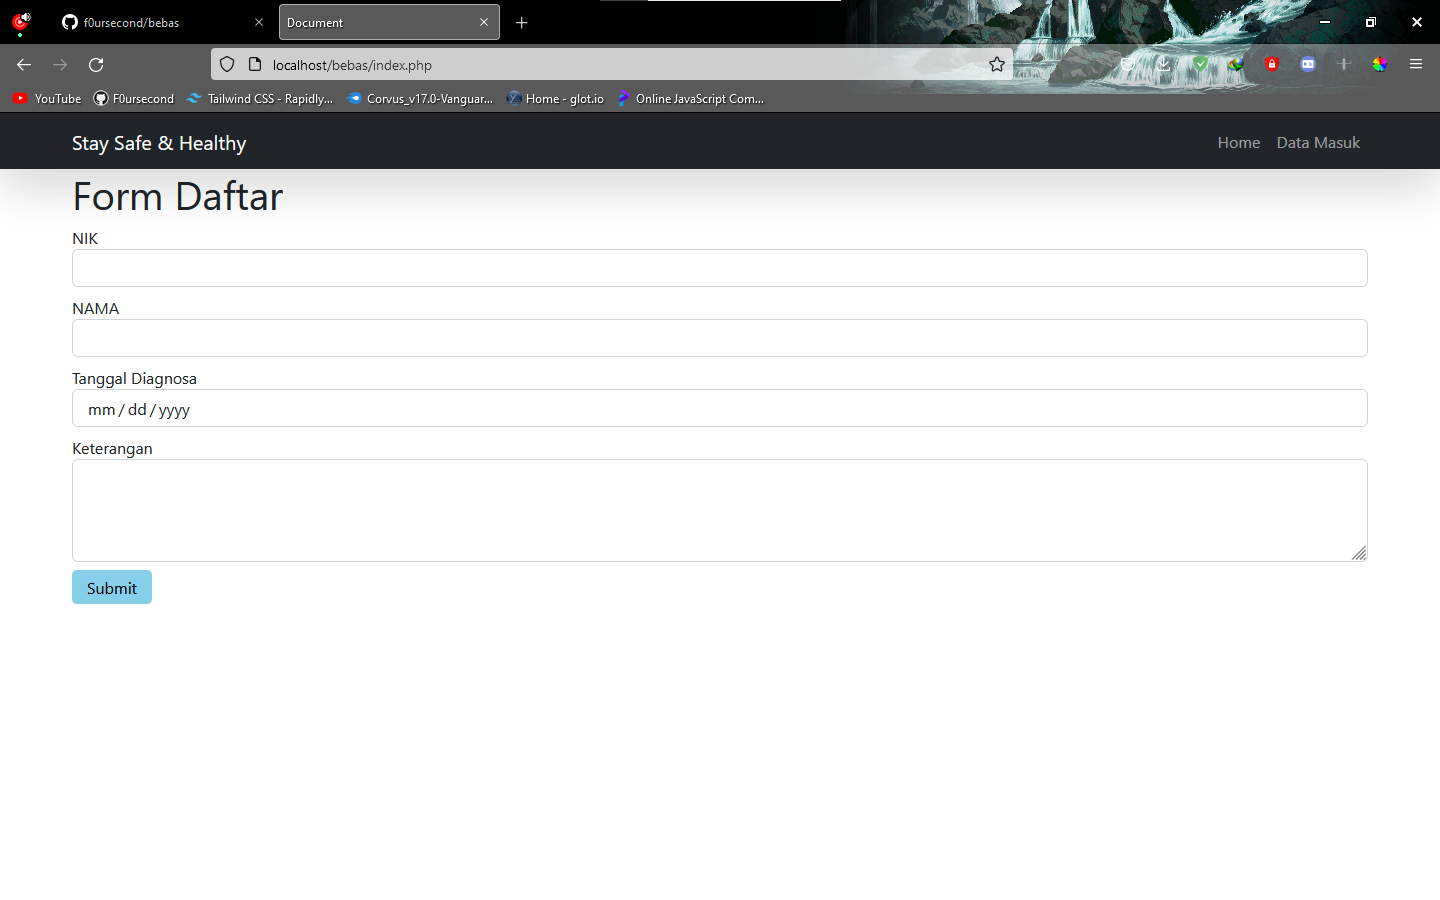 f0ursecond/bebas
Document
localhost/bebas/index.php
YouTube
F0ursecond
Tailwind CSS - Rapidly...
Corvus_v17.0-Vanguar...
Home - glot.io
Online JavaScript Com...
Stay Safe & Healthy
Home
Data Masuk
Form Daftar
NIK
NAMA
Tanggal Diagnosa
mm / dd / yyyy
Keterangan
Submit